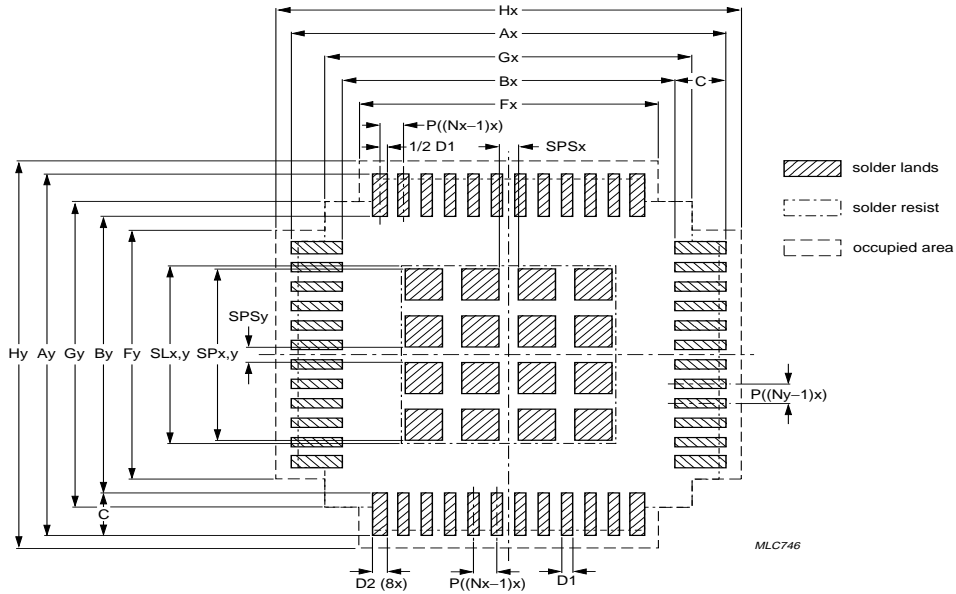 Hx
Ax
Gx
Bx
C
Fx
P((Nx−1)x)
1/2 D1
SPSx
solder lands
solder resist
occupied area
SPSy
Hy
Ay
Gy
By
Fy
SLx,y
SPx,y
P((Ny−1)x)
C
D2 (8x)
P((Nx−1)x)
D1
MLC746